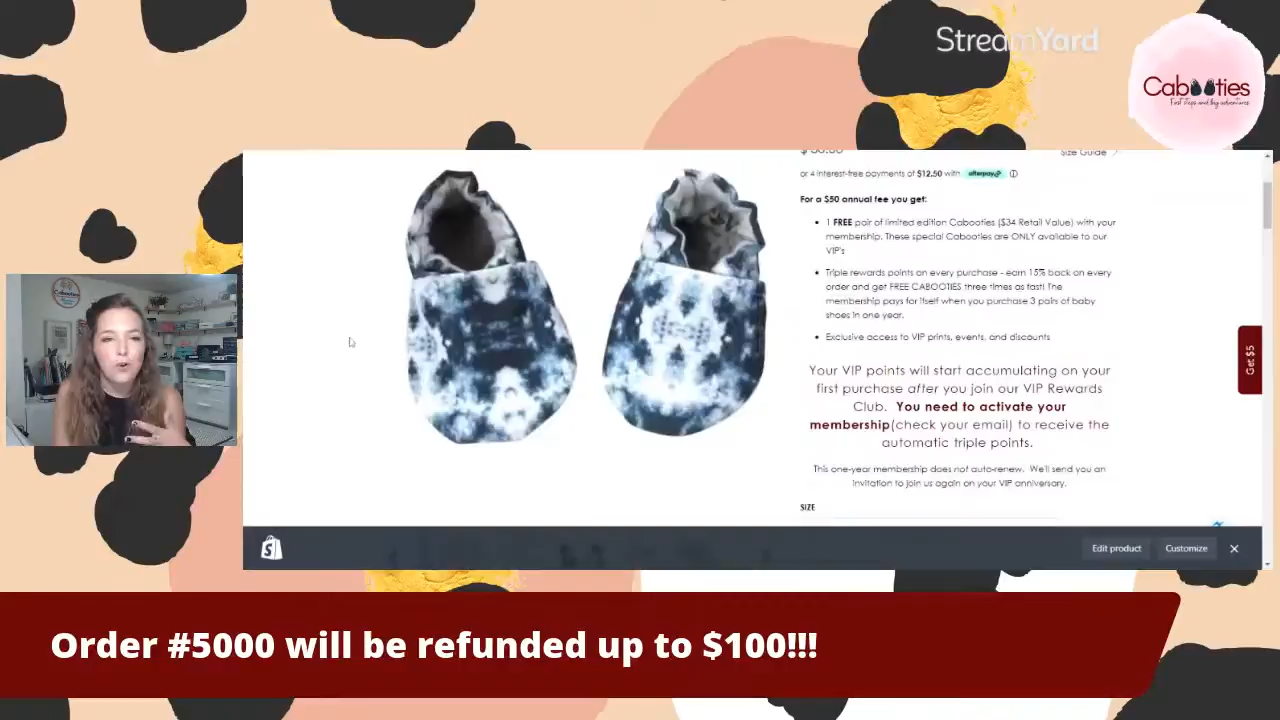 StreamYard
Cabooties
First steps and big adventures
Size Guide
or 4 interest-free payments of $12.50 with afterpay
For a $50 annual fee you get:
1 FREE pair of limited edition Cabooties ($34 Retail Value) with your
membership. These special Cabooties are ONLY available to our
VIP's
Triple rewards points on every purchase - earn 15% back on every
order and get FREE CABOOTIES three times as fast! The
membership pays for itself when you purchase 3 pairs of baby
shoes in one year.
Exclusive access to VIP prints, events, and discounts
Your VIP points will start accumulating on your
first purchase after you join our VIP Rewards
Club. You need to activate your
membership(check your email) to receive the
automatic triple points.
This one-year membership does not auto-renew. We'll send you an
invitation to join us again on your VIP anniversary.
SIZE
Get $5
Edit product
Customize
Order #5000 will be refunded up to $100!!!